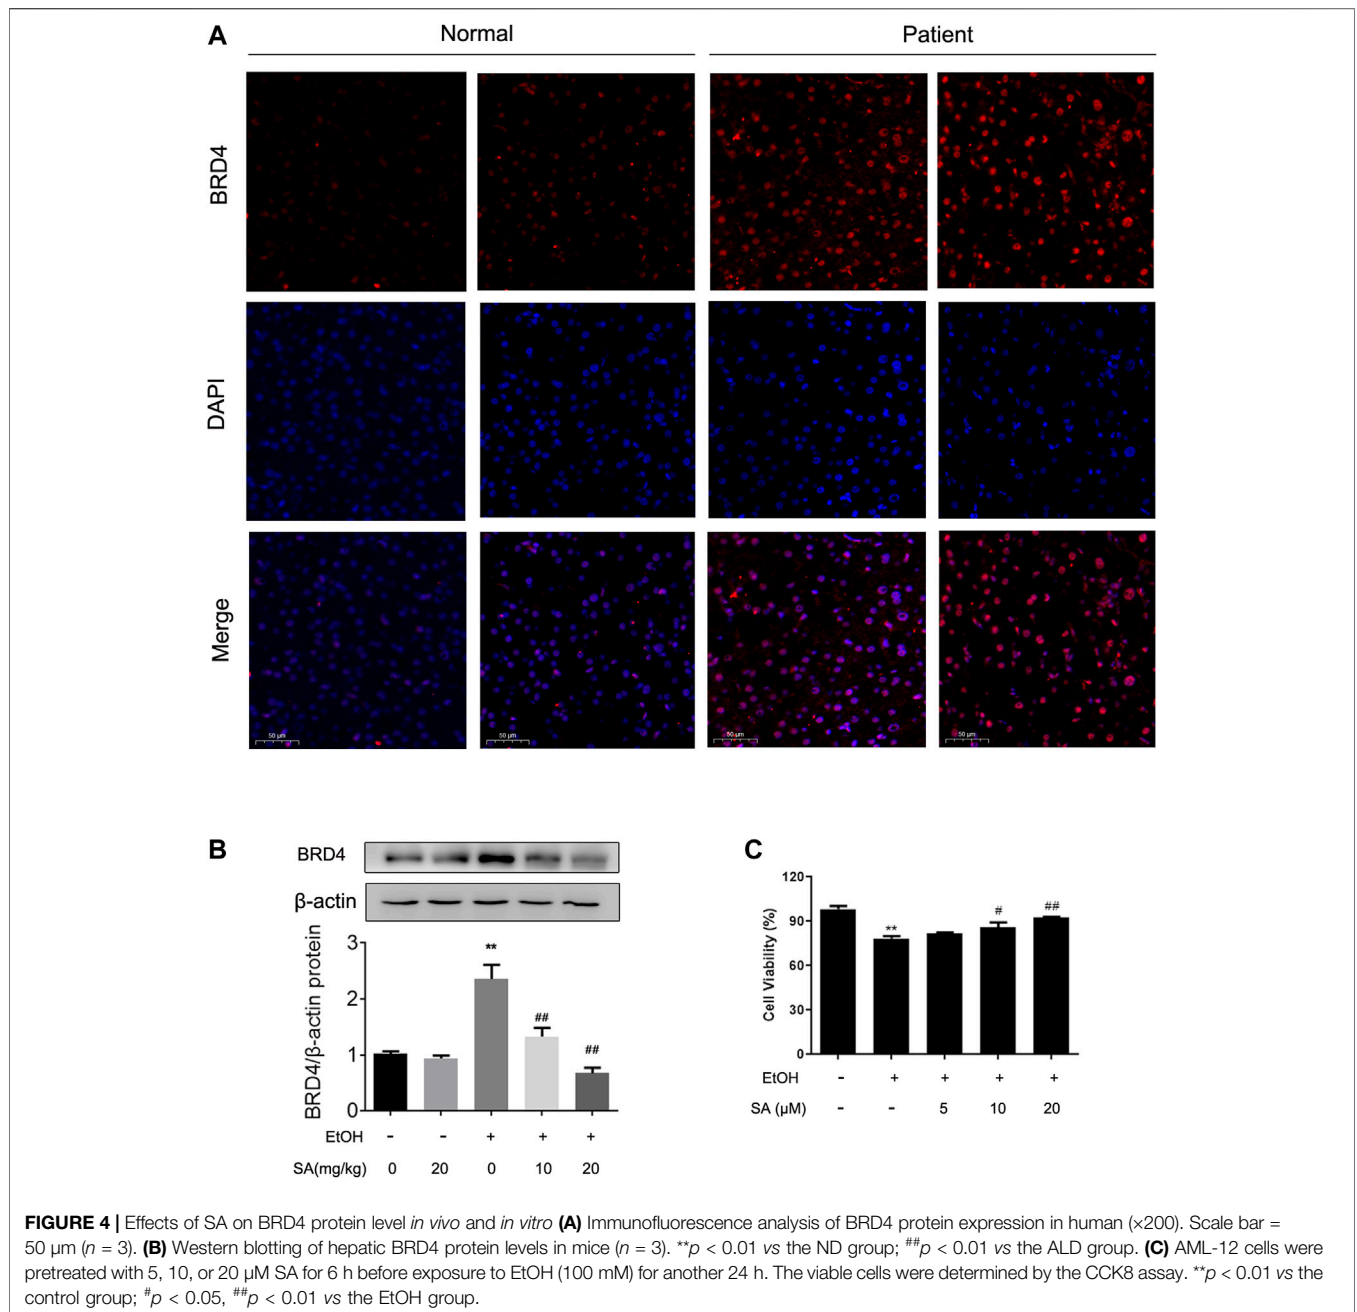 A
Normal
Patient
BRD4
DAPI
Merge
50 µm
50 µm
50 µm
50 µm
B
BRD4
β-actin
BRD4/β-actin protein
3
2
1
0
**
##
##
EtOH - - + + +
SA(mg/kg) 0 20 0 10 20
C
Cell Viability (%)
120
90
60
30
0
**
#
##
EtOH - + + + +
SA (µM) - - 5 10 20
FIGURE 4 | Effects of SA on BRD4 protein level in vivo and in vitro (A) Immunofluorescence analysis of BRD4 protein expression in human (×200). Scale bar =
50 µm (n = 3). (B) Western blotting of hepatic BRD4 protein levels in mice (n = 3). **p < 0.01 vs the ND group; ##p < 0.01 vs the ALD group. (C) AML-12 cells were
pretreated with 5, 10, or 20 µM SA for 6 h before exposure to EtOH (100 mM) for another 24 h. The viable cells were determined by the CCK8 assay. **p < 0.01 vs the
control group; #p < 0.05, ##p < 0.01 vs the EtOH group.